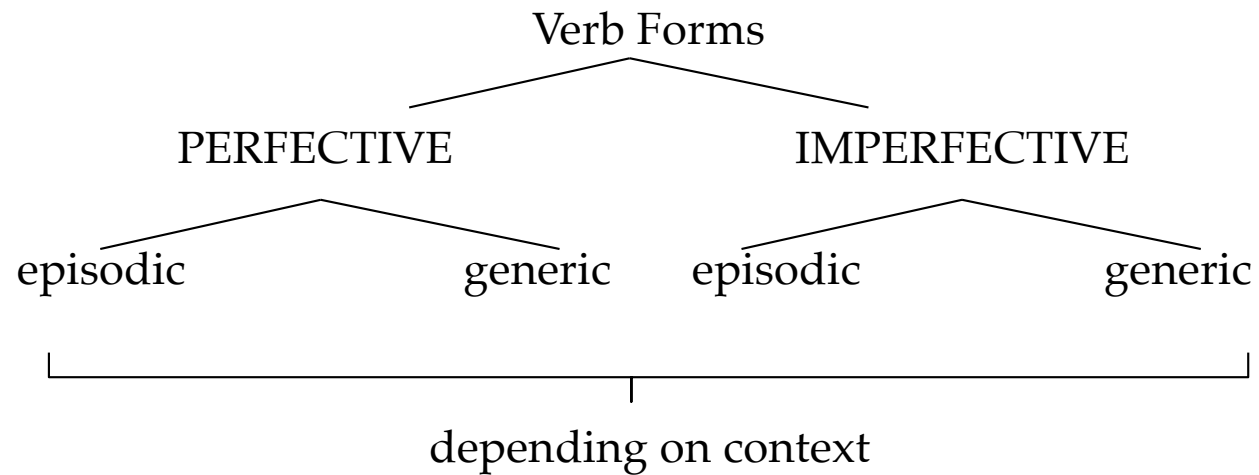 Verb Forms
PERFECTIVE IMPERFECTIVE
episodic generic episodic generic
depending on context